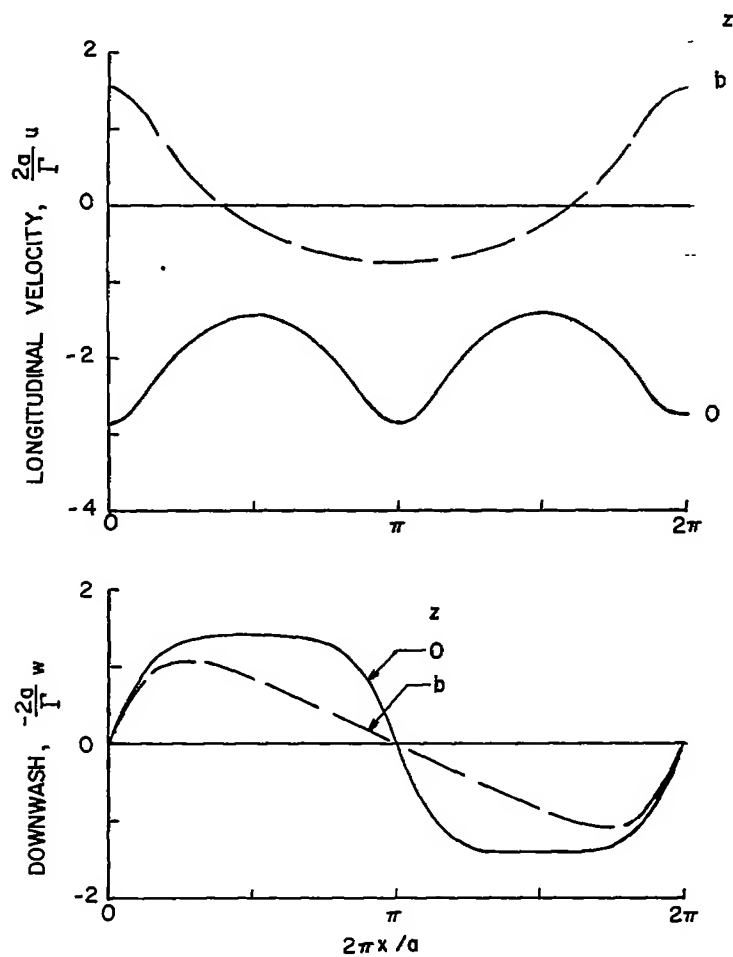 z
2
b
0
-2
0
-4
0
π
2π
LONGITUDINAL VELOCITY, 2a/Γ u
2
z
0
b
0
-2
0
π
2π
DOWNWASH, -2a/Γ w
2πx/a